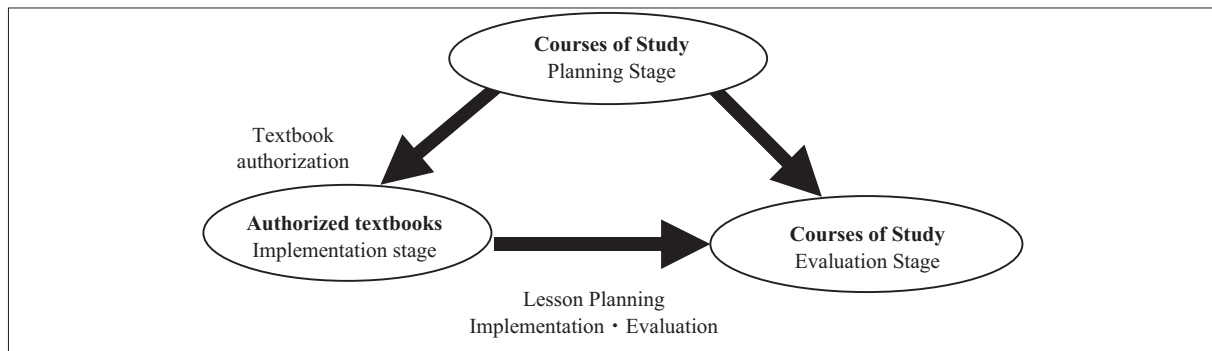 Courses of Study
Planning Stage
Textbook
authorization
Authorized textbooks
Implementation stage
Courses of Study
Evaluation Stage
Lesson Planning
Implementation・Evaluation